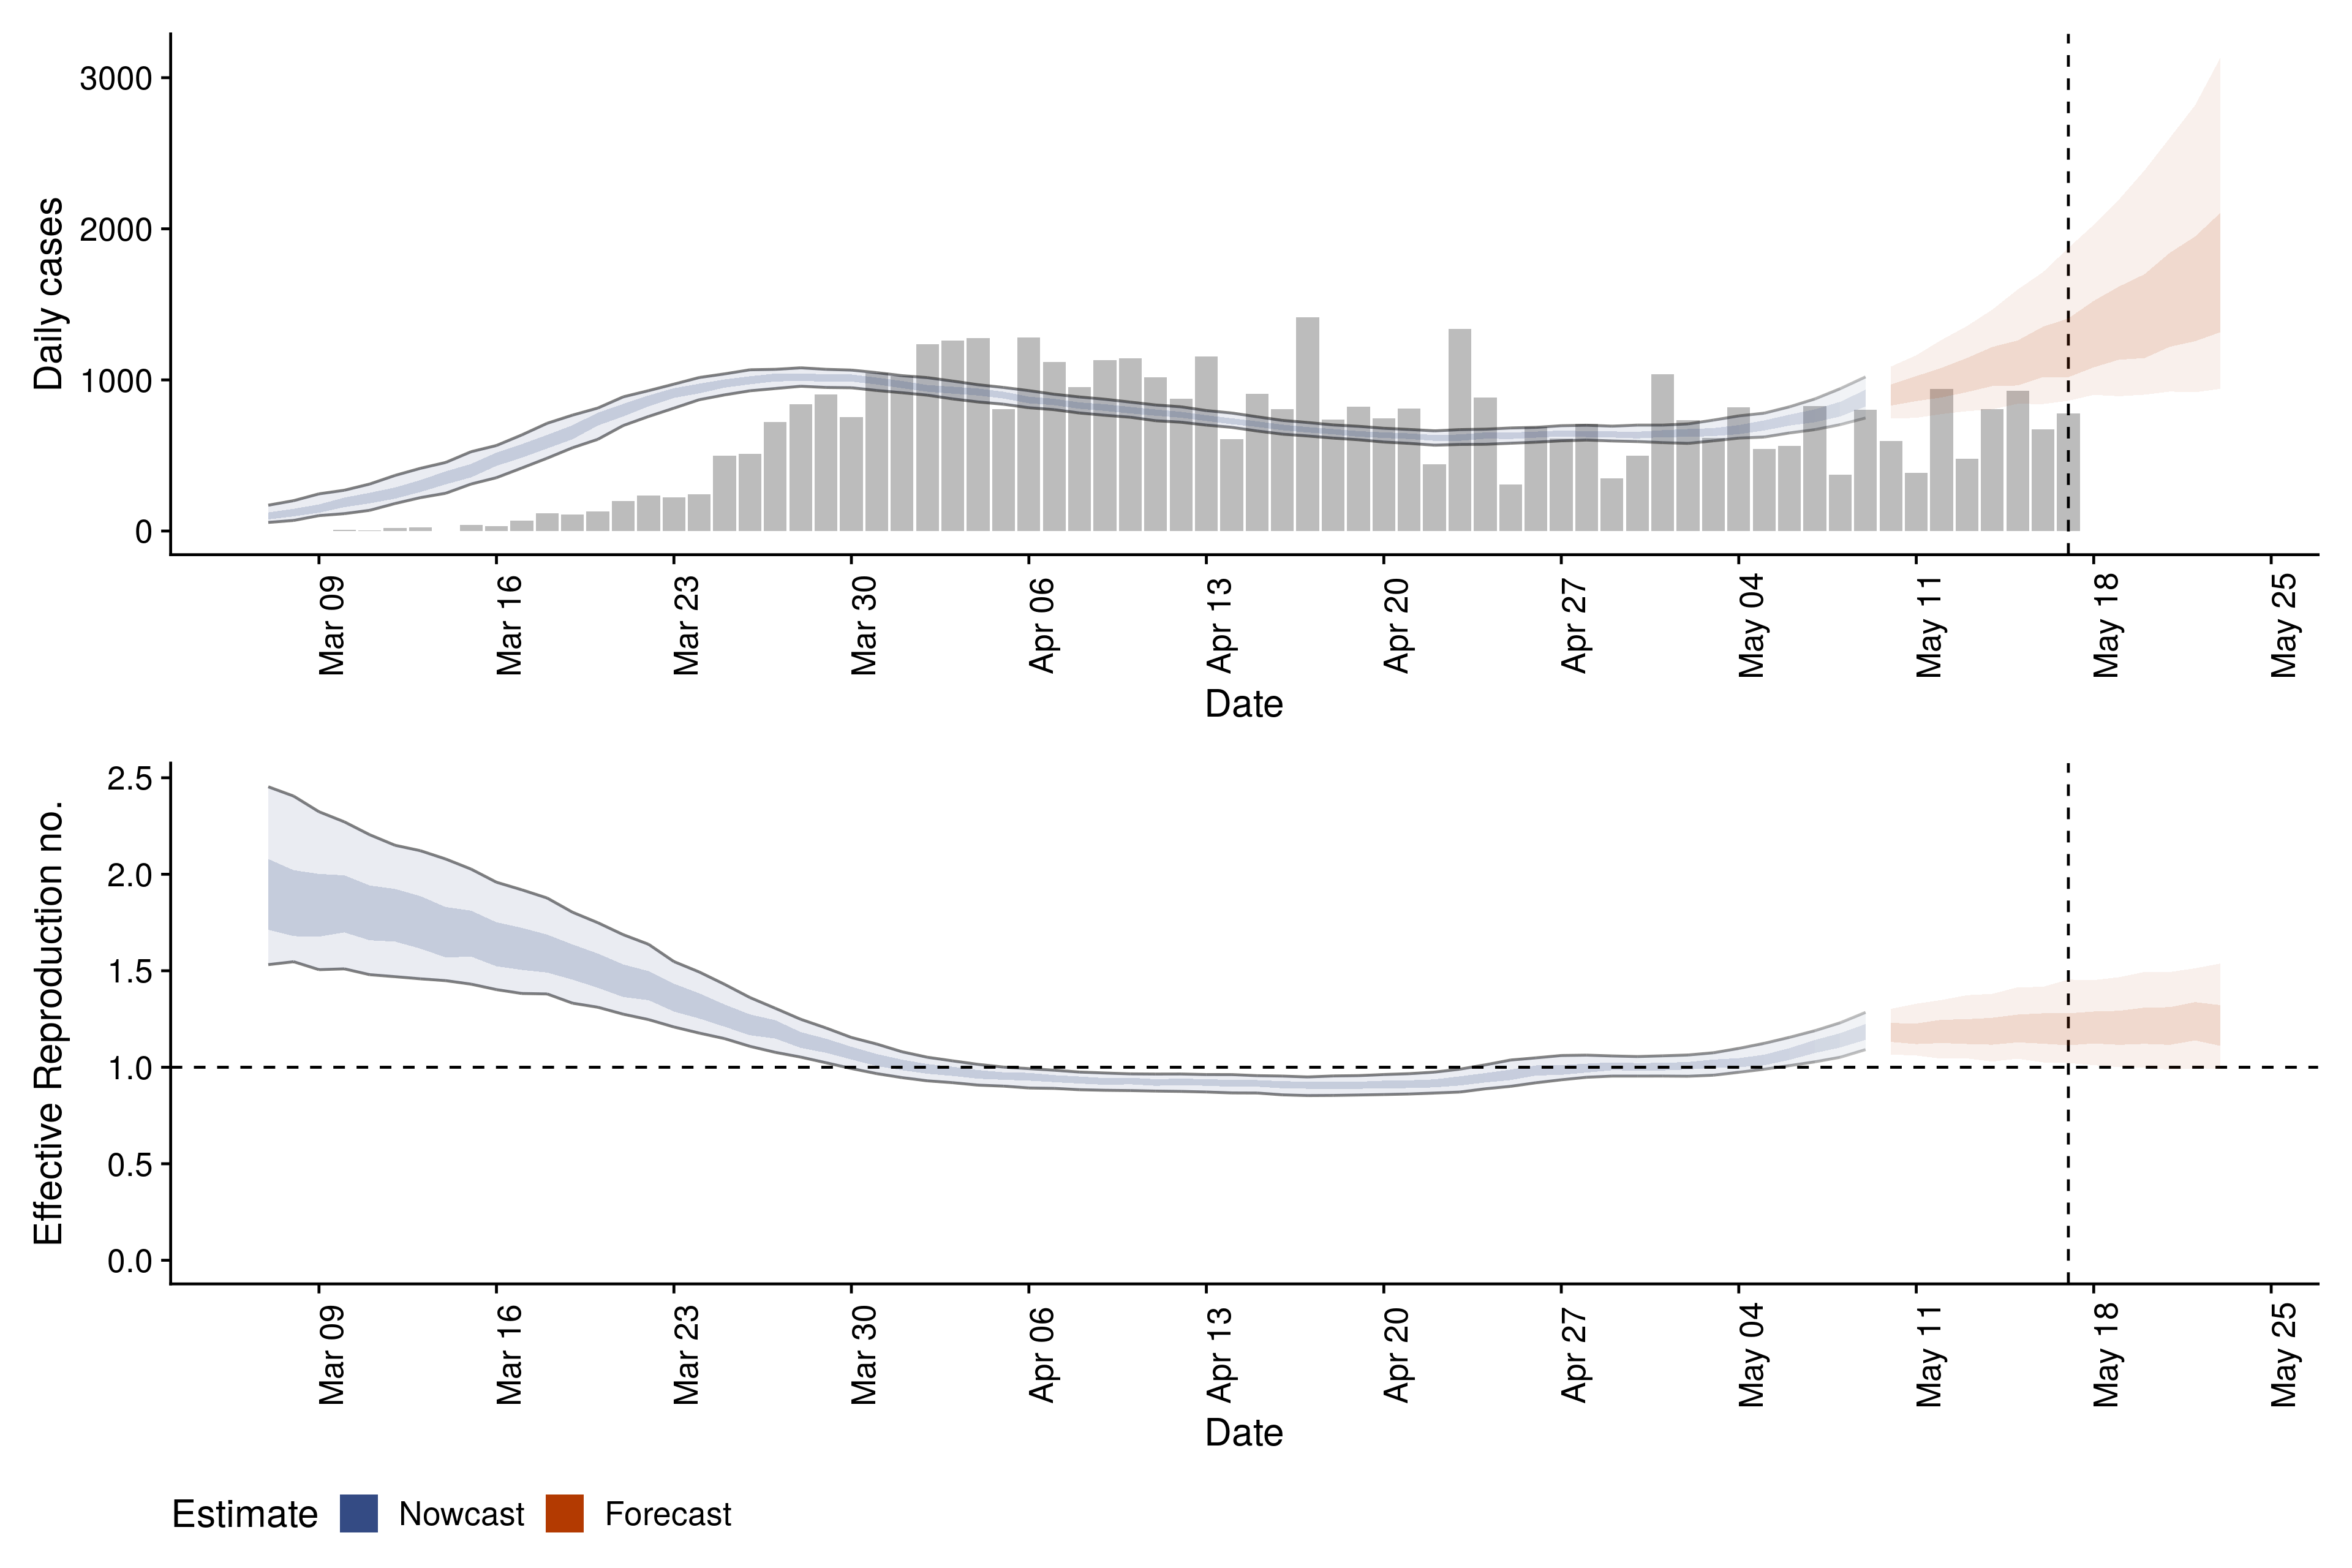 Daily cases
3000
2000
1000
0
Mar 09
Mar 16
Mar 23
Mar 30
Apr 06
Apr 13
Apr 20
Apr 27
May 04
May 11
May 18
May 25
Date
Effective Reproduction no.
2.5
2.0
1.5
1.0
0.5
0.0
Mar 09
Mar 16
Mar 23
Mar 30
Apr 06
Apr 13
Apr 20
Apr 27
May 04
May 11
May 18
May 25
Date
Estimate Nowcast Forecast